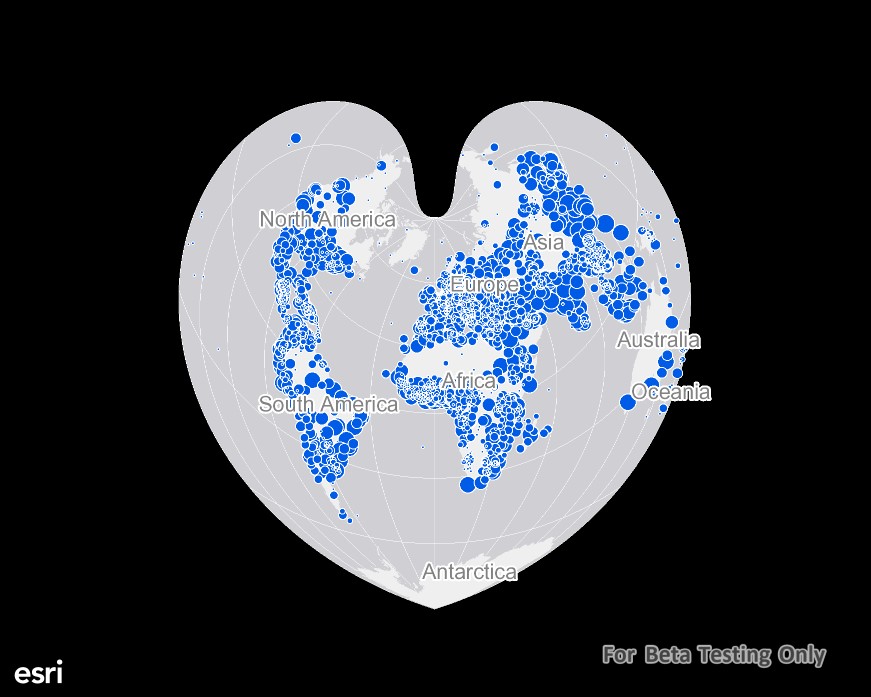 North America
Asia
Europe
Australia
Africa
Oceania
South America
Antarctica
For Beta Testing Only
esri